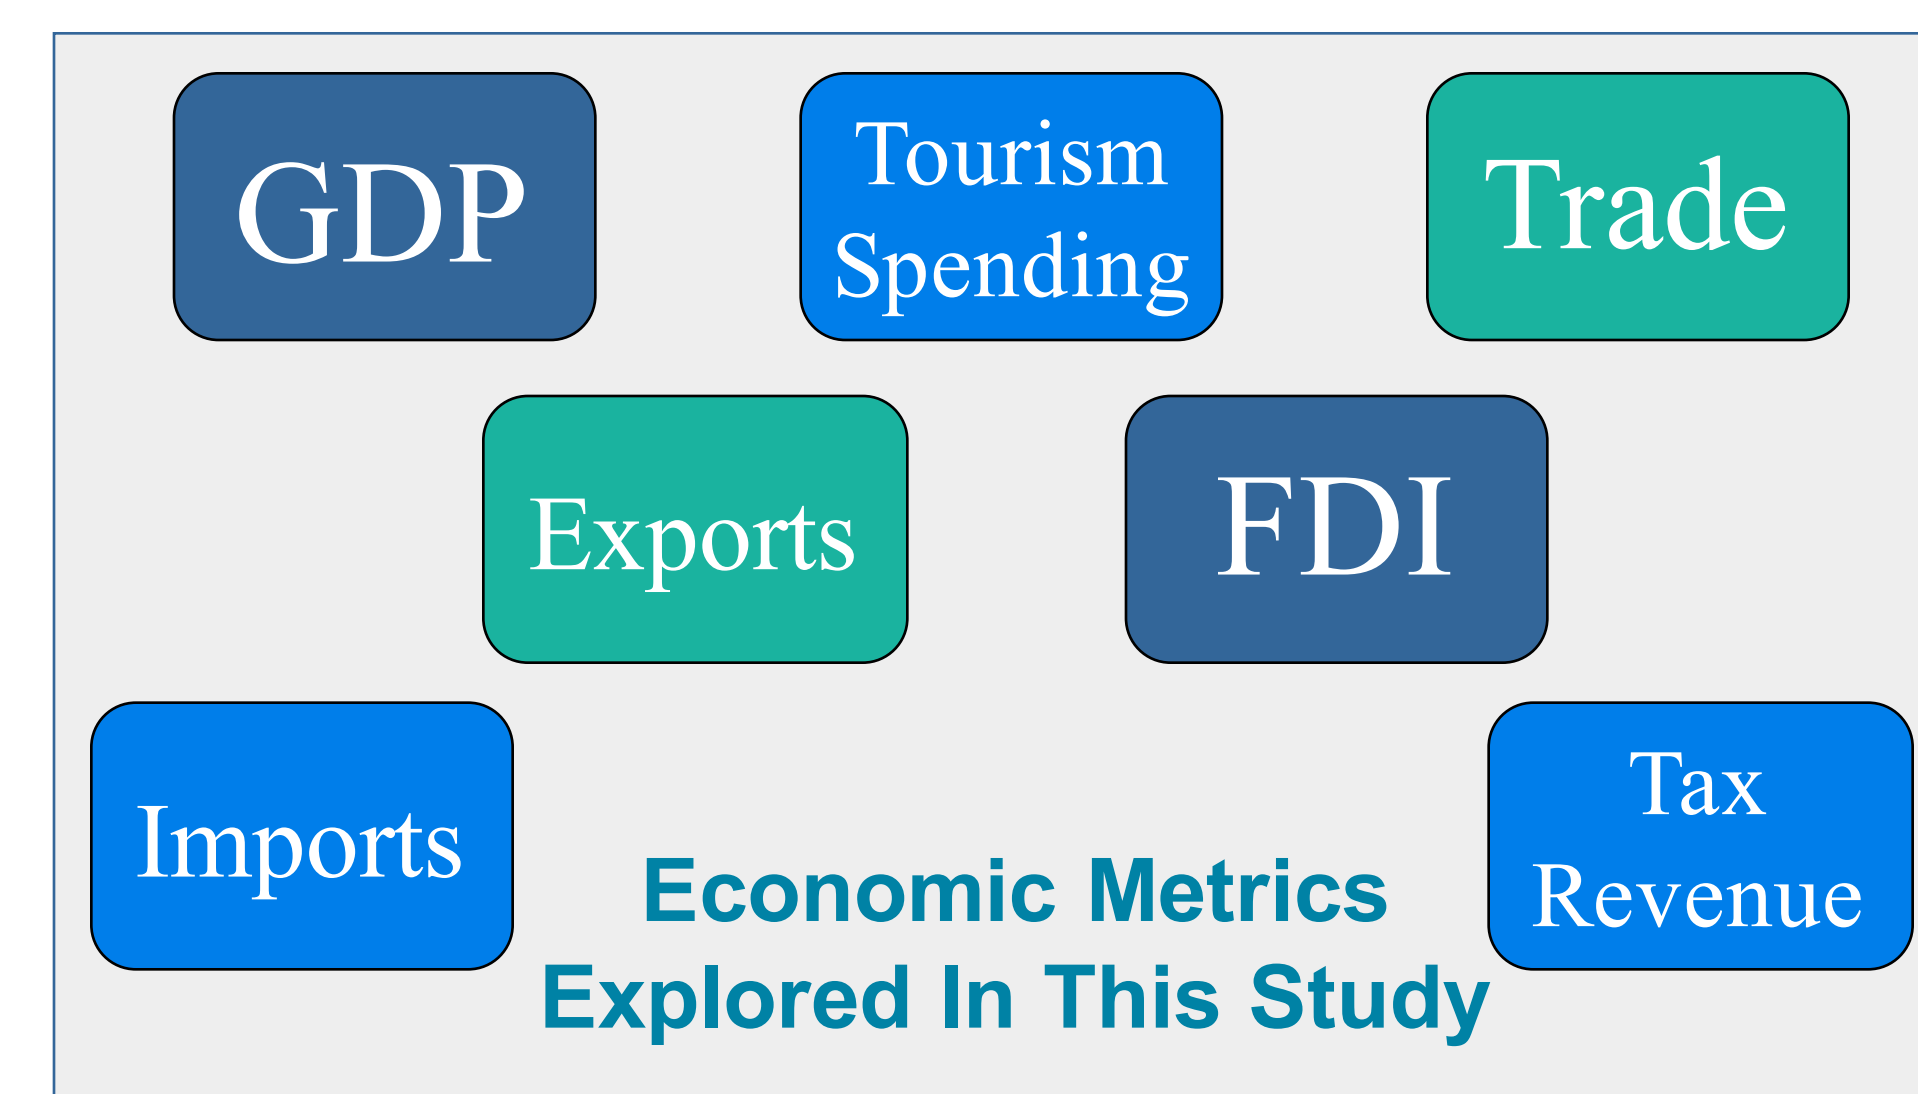 GDP
Tourism
Spending
Trade
Exports
FDI
Imports
Tax
Revenue
Economic Metrics
Explored In This Study